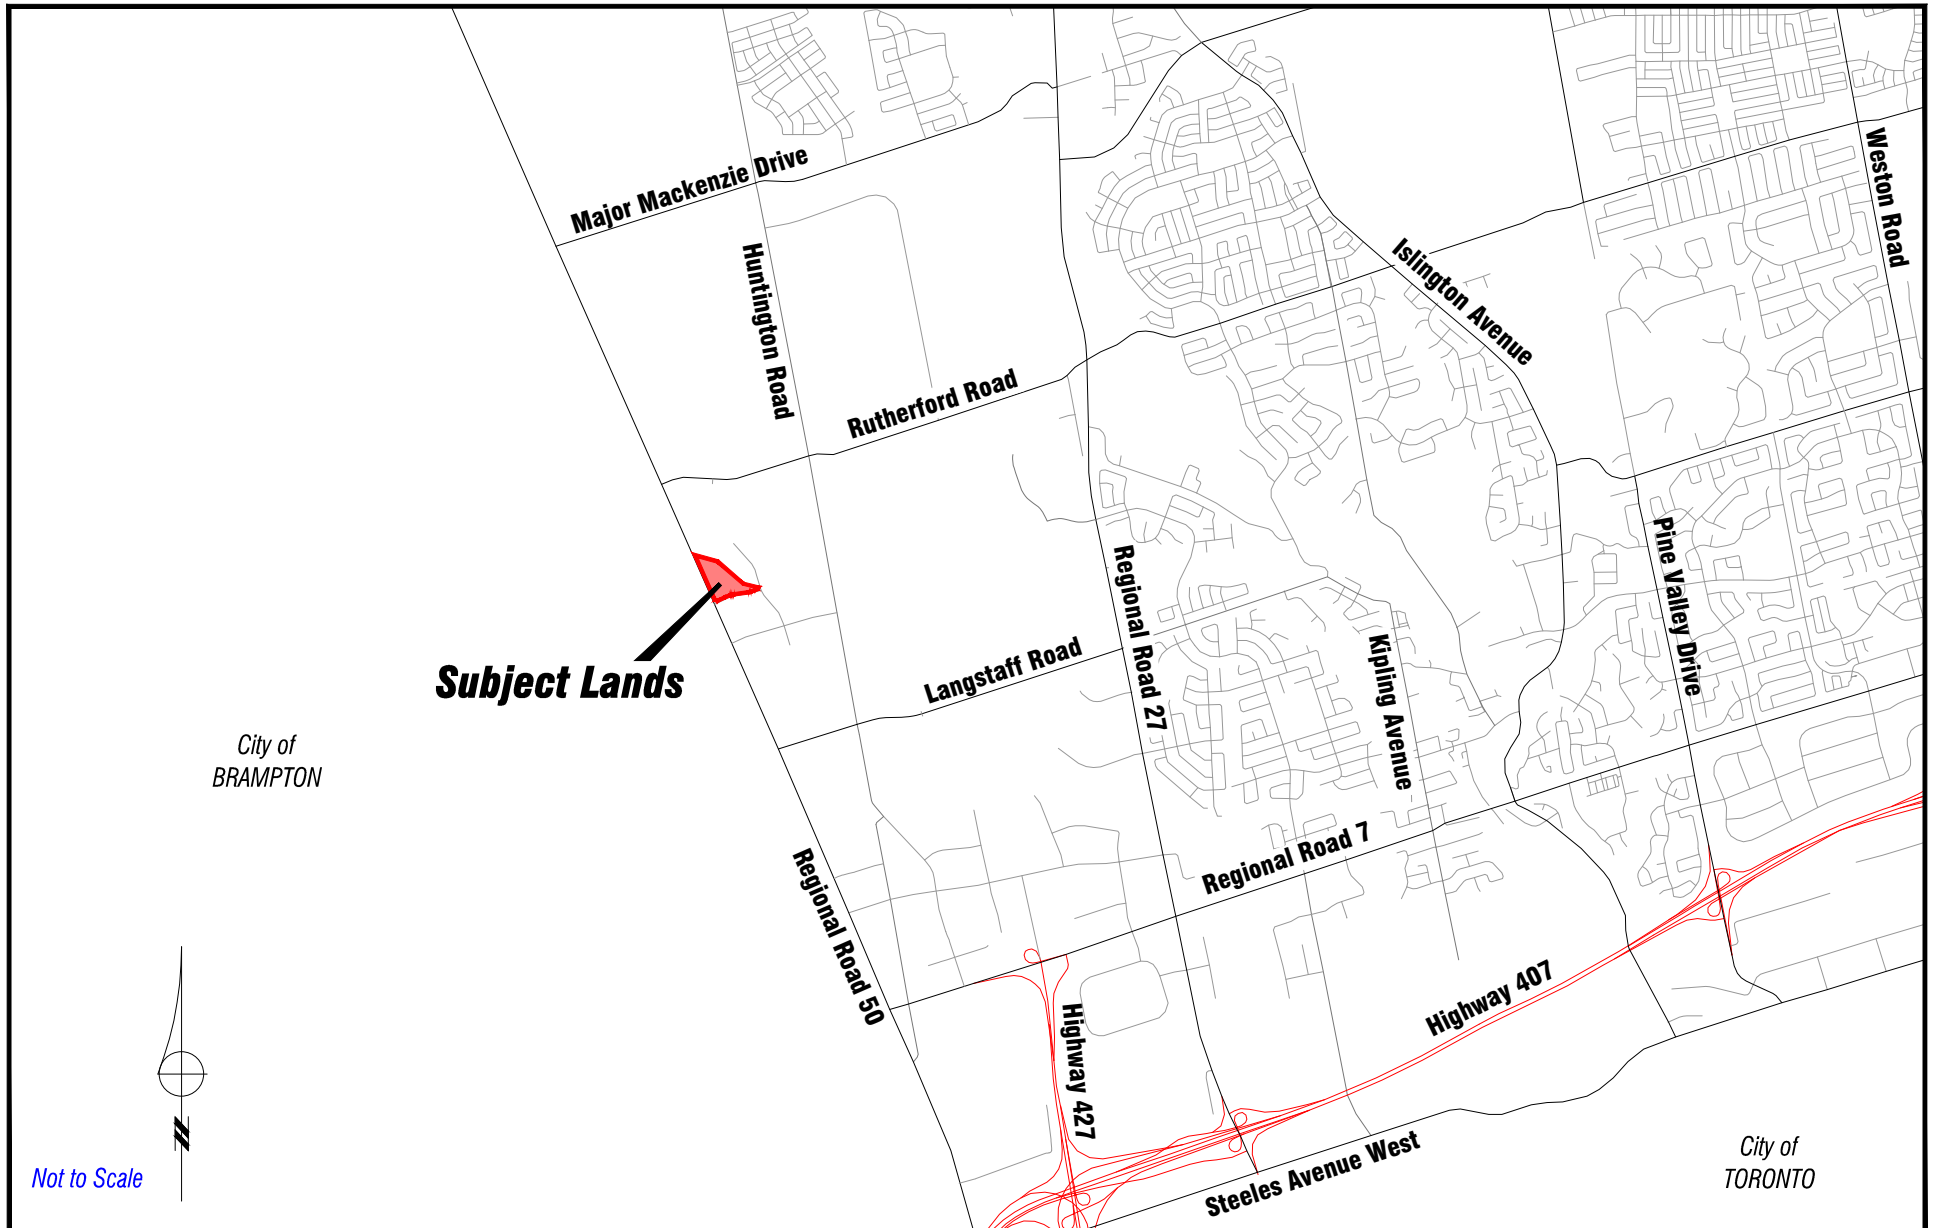 Major Mackenzie Drive
Weston Road
Huntington Road
Islington Avenue
Rutherford Road
Pine Valley Drive
Regional Road 27
Subject Lands
Langstaff Road
Kipling Avenue
City of
BRAMPTON
Regional Road 7
Regional Road 50
Highway 407
Highway 427
Steeles Avenue West
City of
TORONTO
N
Not to Scale